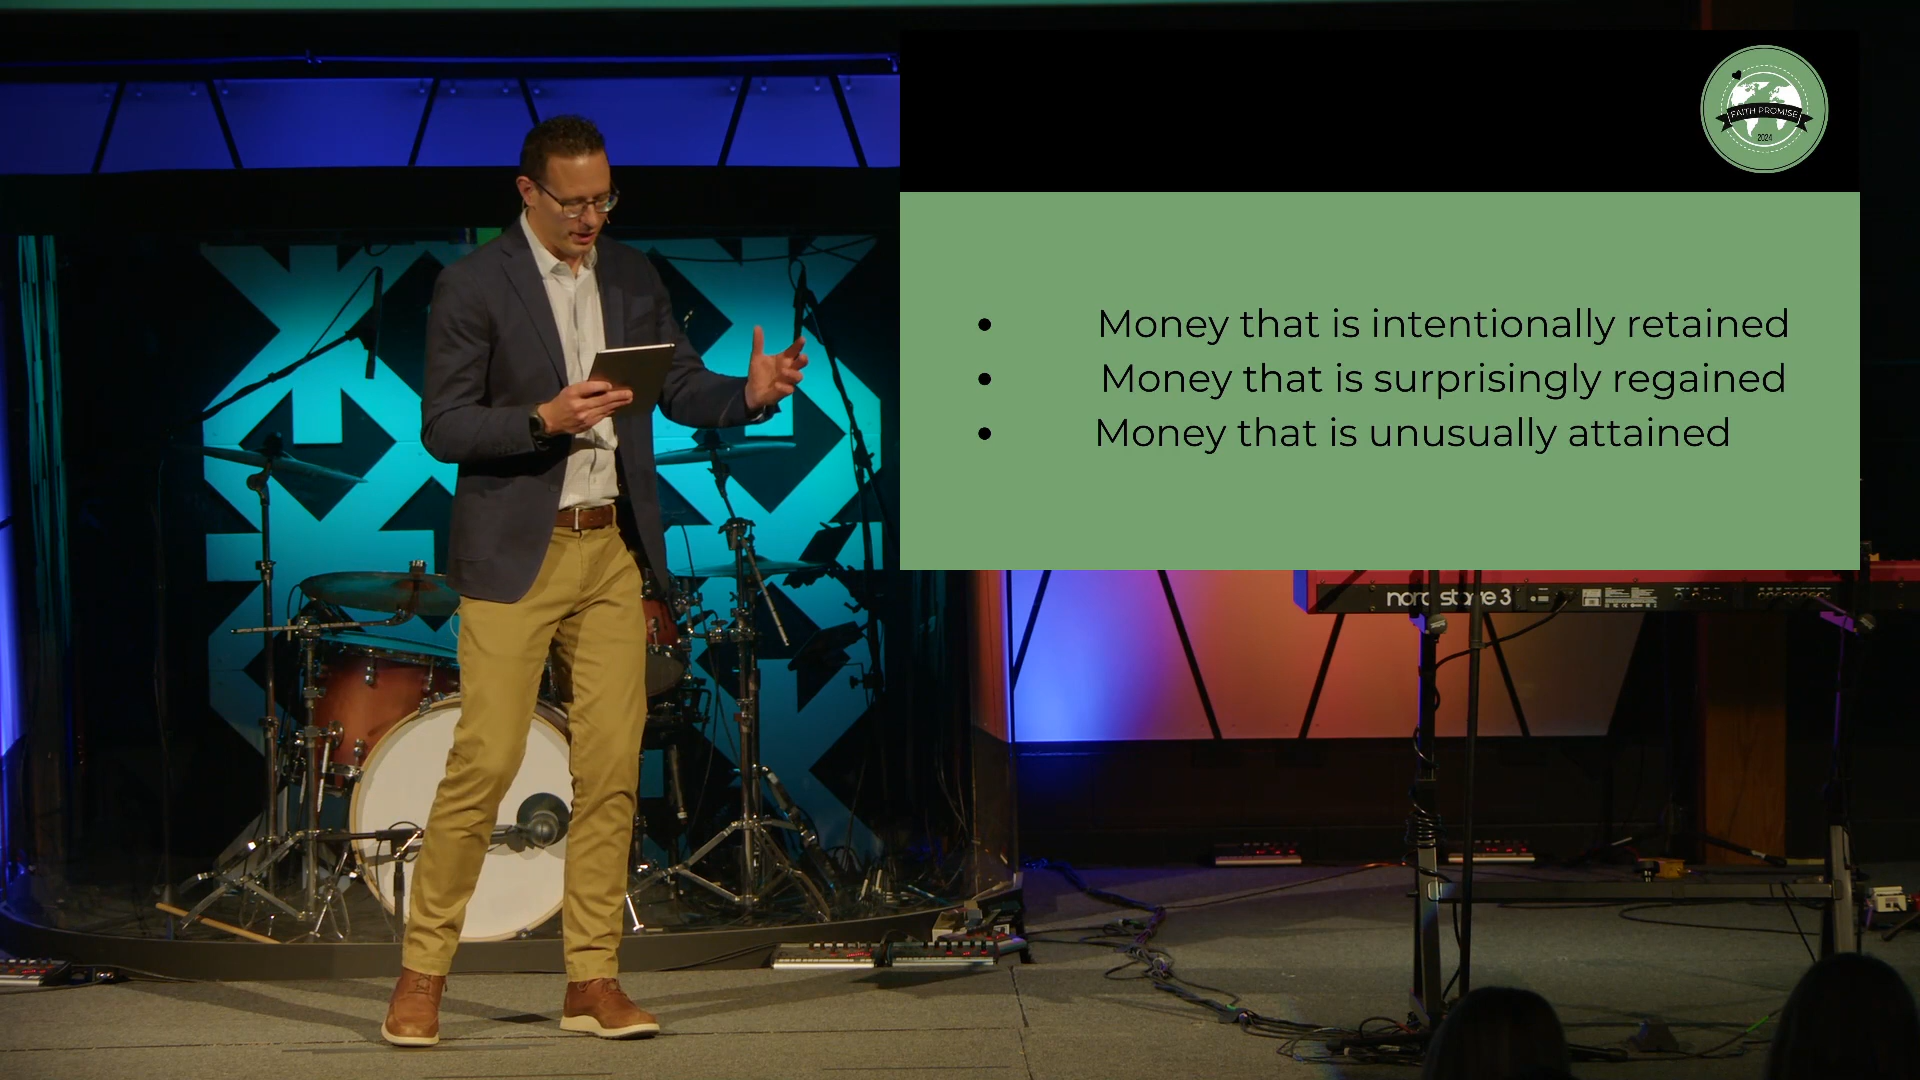 FAITH PROMISE
2024
• Money that is intentionally retained
• Money that is surprisingly regained
• Money that is unusually attained
nord stage 3